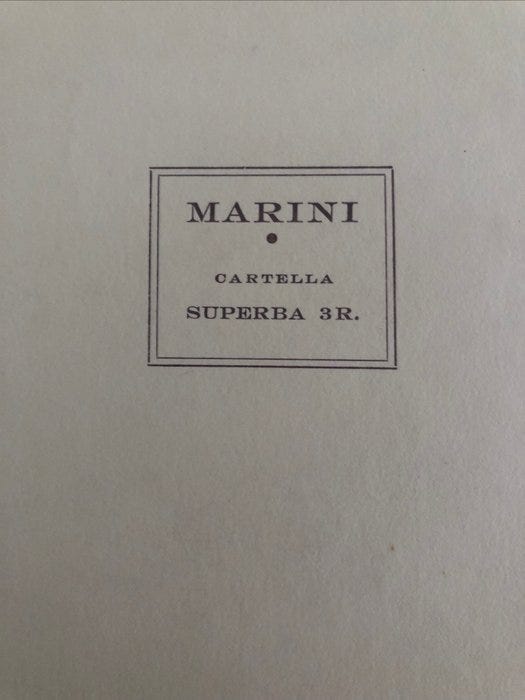 MARINI
•
CARTELLA
SUPERBA 3R.